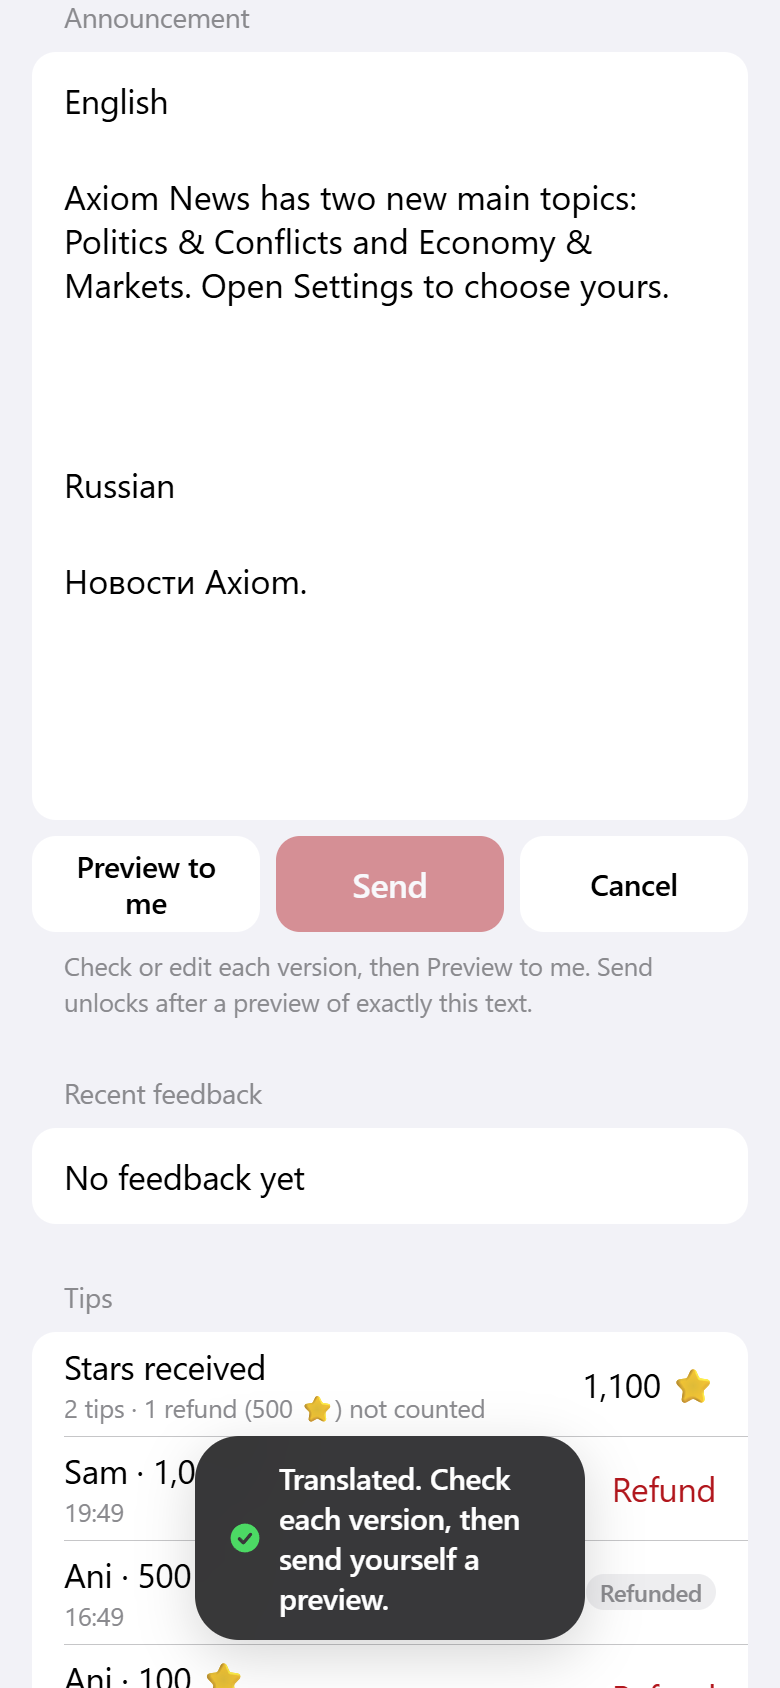 Announcement
English
Axiom News has two new main topics:
Politics & Conflicts and Economy &
Markets. Open Settings to choose yours.
Russian
Новости Axiom.
Preview to
me
Send
Cancel
Check or edit each version, then Preview to me. Send
unlocks after a preview of exactly this text.
Recent feedback
No feedback yet
Tips
Stars received
1,100 ⭐
2 tips · 1 refund (500 ⭐) not counted
Sam · 1,0
Refund
19:49
Translated. Check
each version, then
send yourself a
preview.
Ani · 500
Refunded
16:49
Ani · 100 ⭐